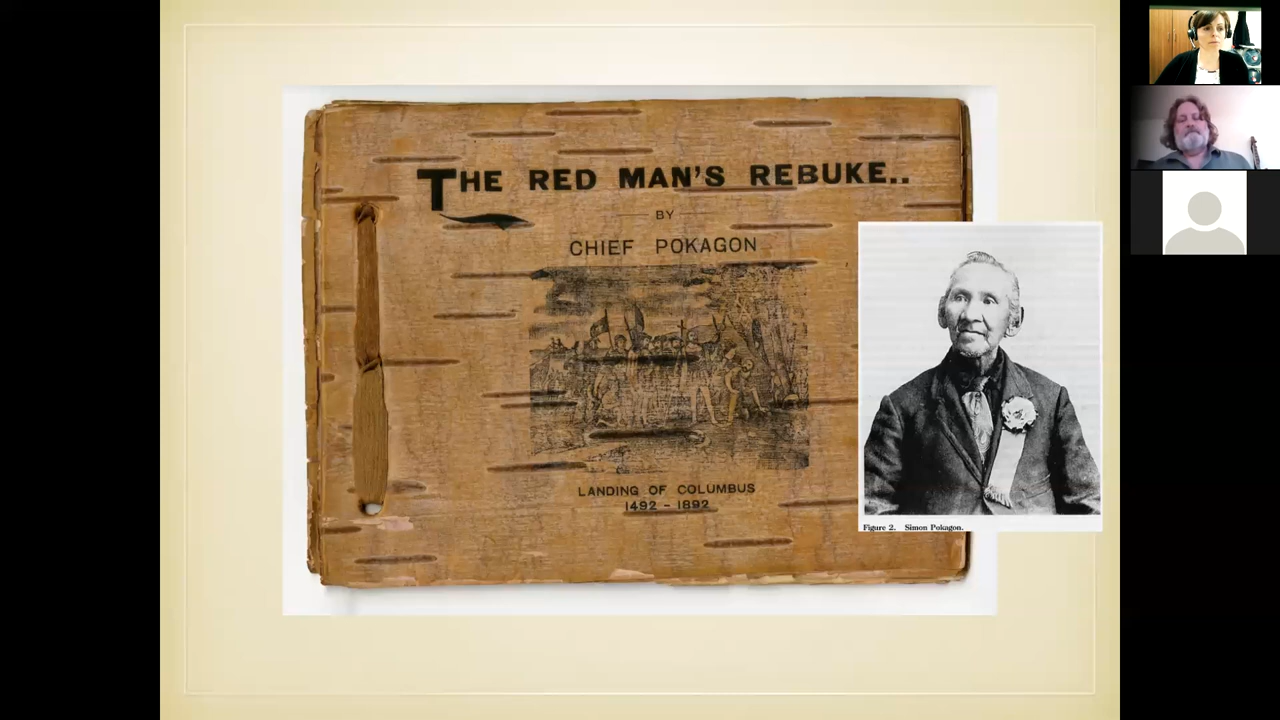 THE RED MAN'S REBUKE..
BY
CHIEF POKAGON
LANDING OF COLUMBUS
1492 - 1892
Figure 2. Simon Pokagon.